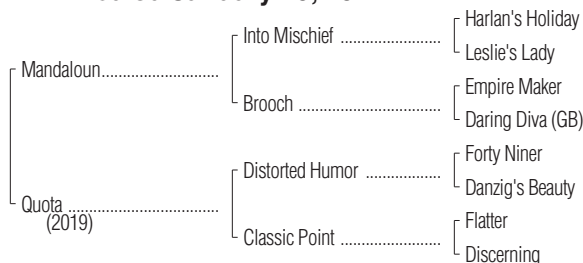 Harlan's Holiday
Into Mischief
Leslie's Lady
Mandaloun
Empire Maker
Brooch
Daring Diva (GB)
Forty Niner
Distorted Humor
Danzig's Beauty
Quota
(2019)
Flatter
Classic Point
Discerning